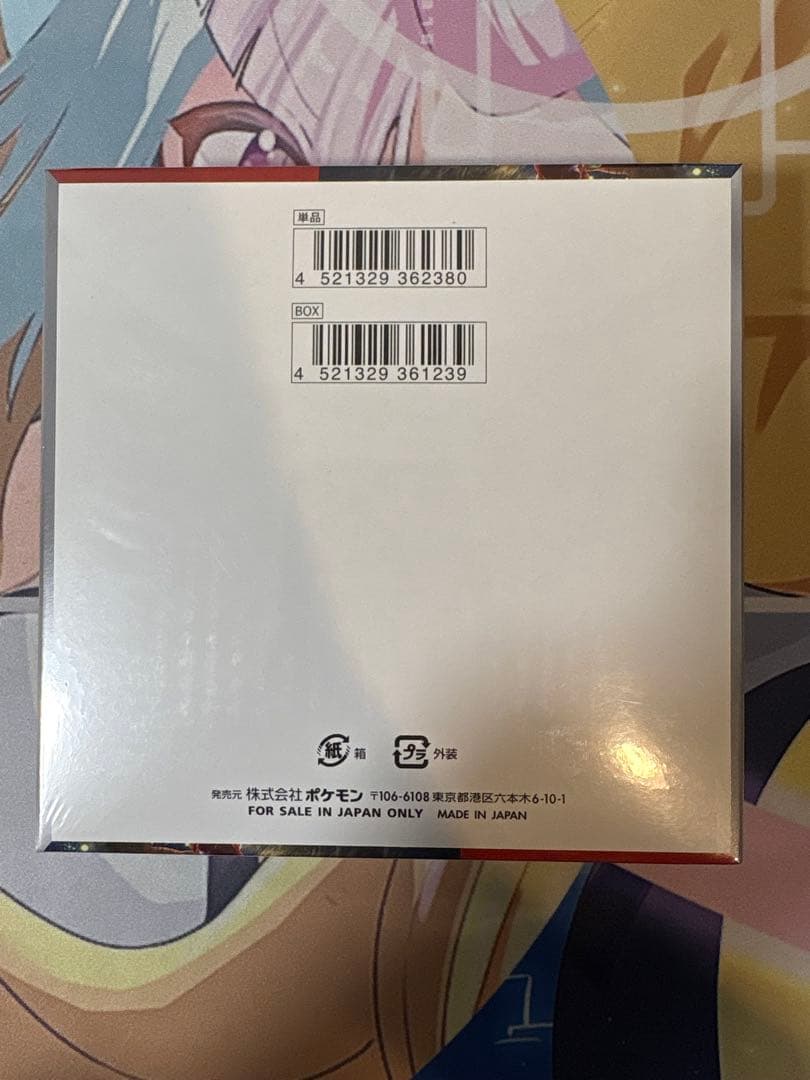 単品
4 521329 362380
BOX
4 521329 361239
紙 箱 プラ 外装
発売元 株式会社 ポケモン 〒106-6108 東京都港区六本木6-10-1
FOR SALE IN JAPAN ONLY MADE IN JAPAN